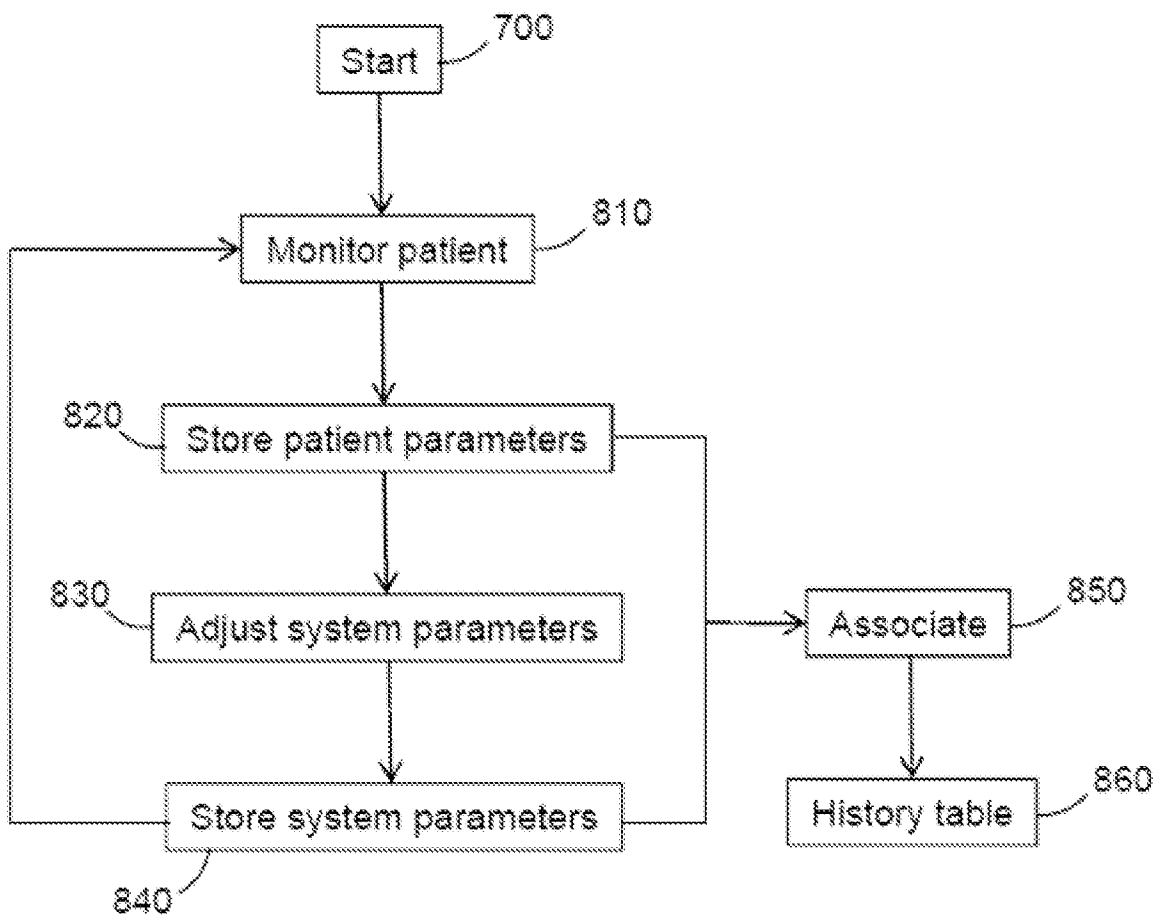 700
Start
810
Monitor patient
820
Store patient parameters
830
Adjust system parameters
850
Associate
Store system parameters
860
History table
840